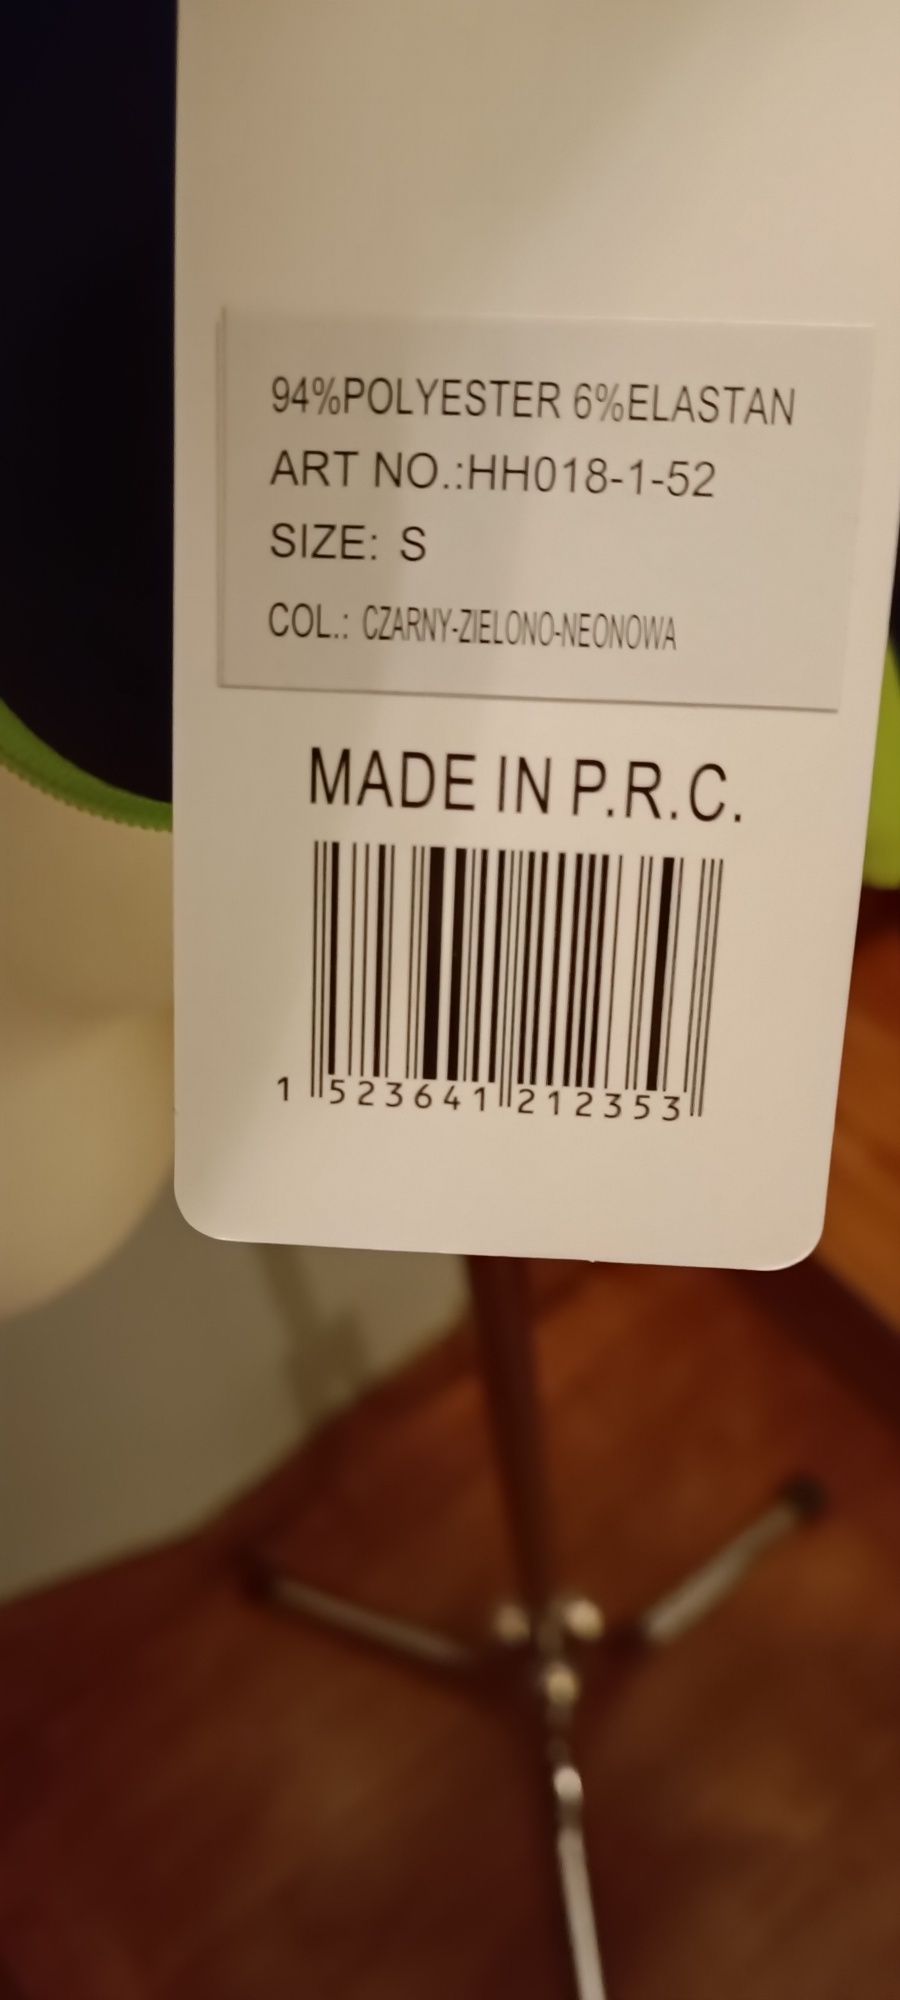 94%POLYESTER 6%ELASTAN
ART NO.:HH018-1-52
SIZE: S
COL.: CZARNY-ZIELONO-NEONOWA
MADE IN P.R.C.
1 523641 212353